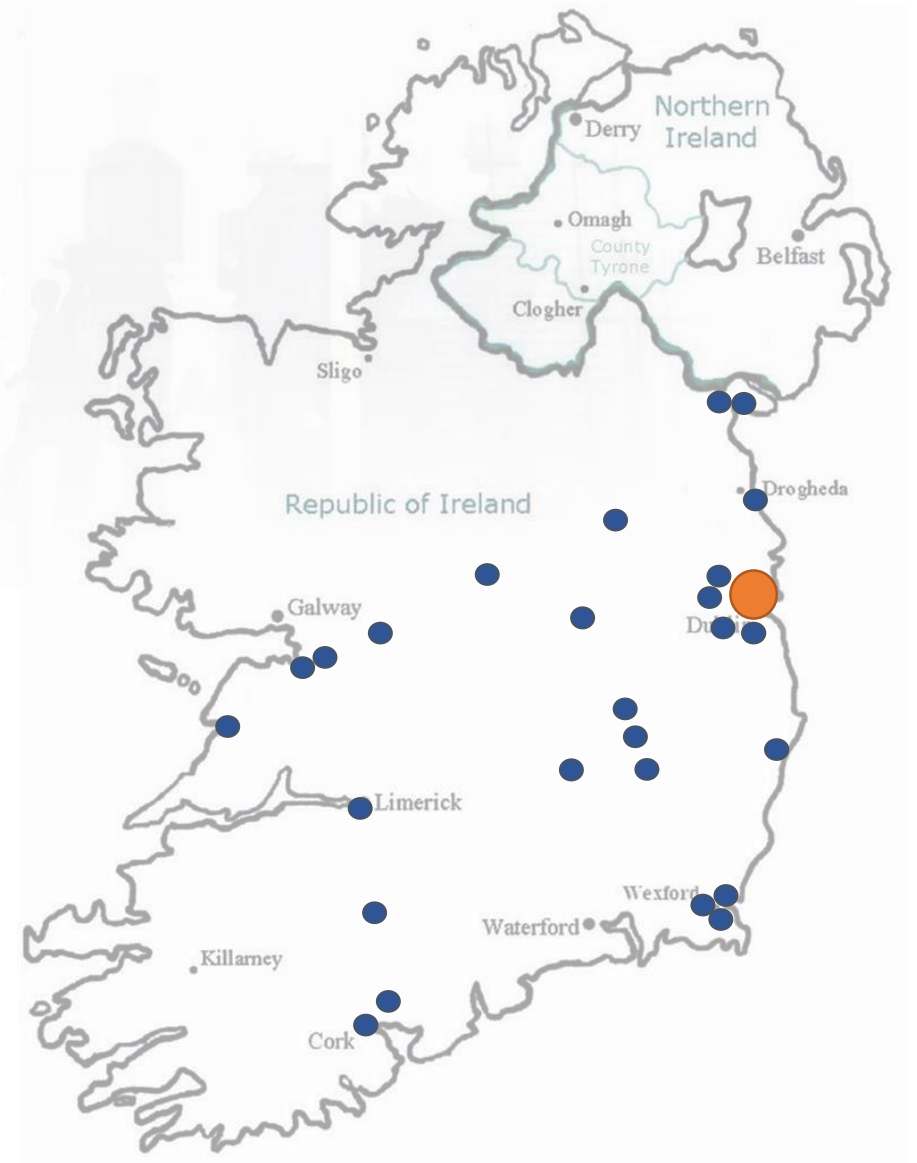 Northern
Ireland
Derry
Omagh
County
Tyrone
Belfast
Clogher
Sligo
Drogheda
Republic of Ireland
Galway
Dublin
Limerick
Wexford
Waterford
Killarney
Cork